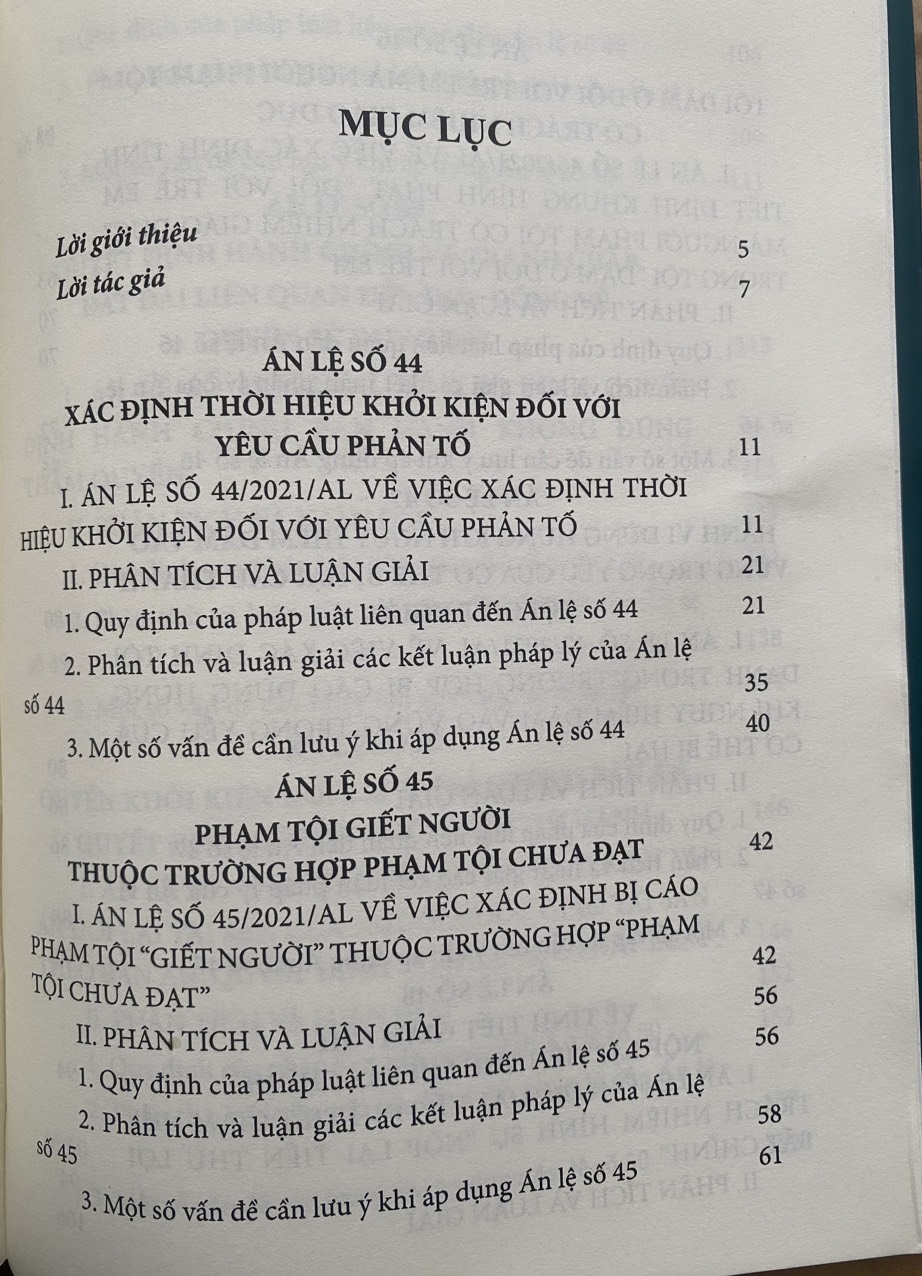 MỤC LỤC
Lời giới thiệu 5
Lời tác giả 7
ÁN LỆ SỐ 44
XÁC ĐỊNH THỜI HIỆU KHỞI KIỆN ĐỐI VỚI
YÊU CẦU PHẢN TỐ 11
I. ÁN LỆ SỐ 44/2021/AL VỀ VIỆC XÁC ĐỊNH THỜI
HIỆU KHỞI KIỆN ĐỐI VỚI YÊU CẦU PHẢN TỐ 11
II. PHÂN TÍCH VÀ LUẬN GIẢI 21
1. Quy định của pháp luật liên quan đến Án lệ số 44 21
2. Phân tích và luận giải các kết luận pháp lý của Án lệ
số 44 35
3. Một số vấn đề cần lưu ý khi áp dụng Án lệ số 44 40
ÁN LỆ SỐ 45
PHẠM TỘI GIẾT NGƯỜI
THUỘC TRƯỜNG HỢP PHẠM TỘI CHƯA ĐẠT 42
I. ÁN LỆ SỐ 45/2021/AL VỀ VIỆC XÁC ĐỊNH BỊ CÁO
PHẠM TỘI “GIẾT NGƯỜI” THUỘC TRƯỜNG HỢP “PHẠM
TỘI CHƯA ĐẠT” 42
II. PHÂN TÍCH VÀ LUẬN GIẢI 56
1. Quy định của pháp luật liên quan đến Án lệ số 45 56
2. Phân tích và luận giải các kết luận pháp lý của Án lệ
số 45 58
3. Một số vấn đề cần lưu ý khi áp dụng Án lệ số 45 61